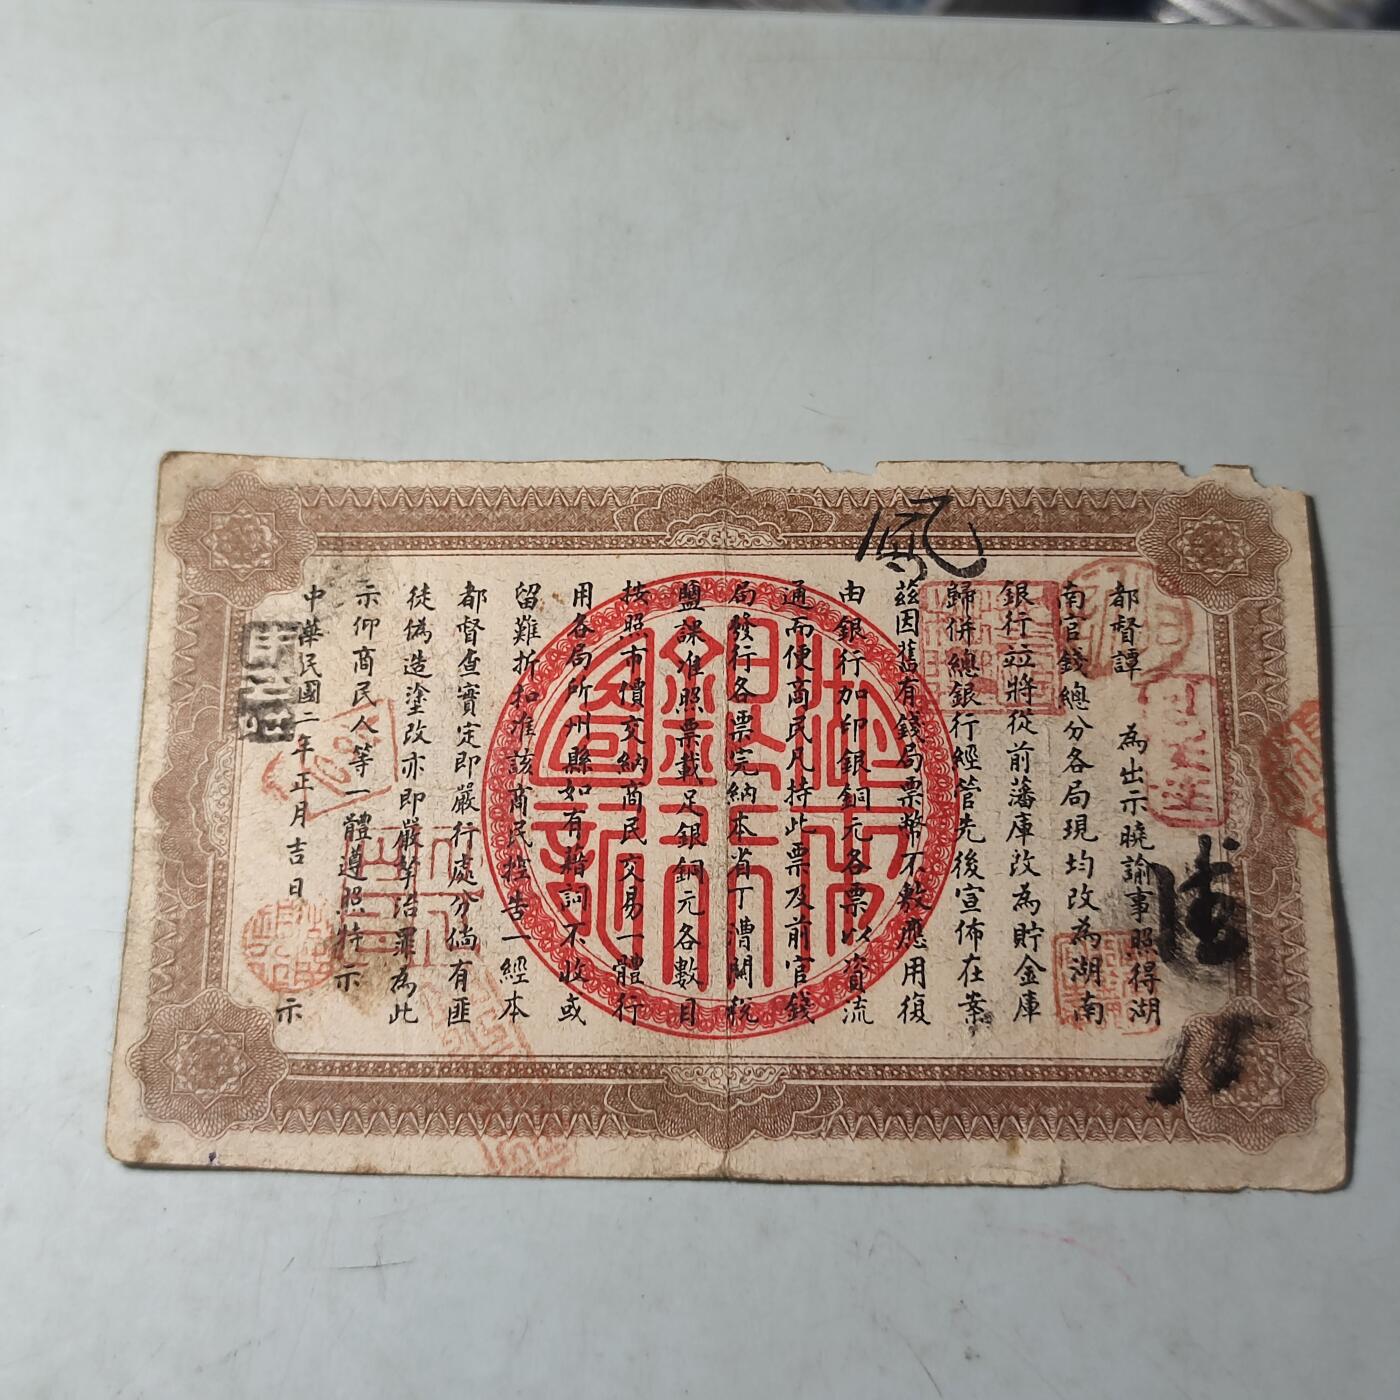 都督譚　為出示曉諭事照得湖
南官錢總分各局現均改為湖南
銀行竝將從前藩庫改為貯金庫
歸併總銀行經管先後宣佈在案
茲因舊有錢局票幣不敷應用復
由銀行加印銀銅元各票以資流
通而便商民凡持此票及前官錢
局發行各票完納本省丁漕關稅
鹽課准照票載足銀銅元各數目
按照市價交納商民交易一體行
用各局所州縣如有藉詞不收或
留難折扣准該商民控告一經本
都督查實定即嚴行處分倘有匪
徒偽造塗改亦即嚴拏治罪為此
示仰商民人等一體遵照特示
中華民國二年正月吉日　示
湖南
銀行
圖記